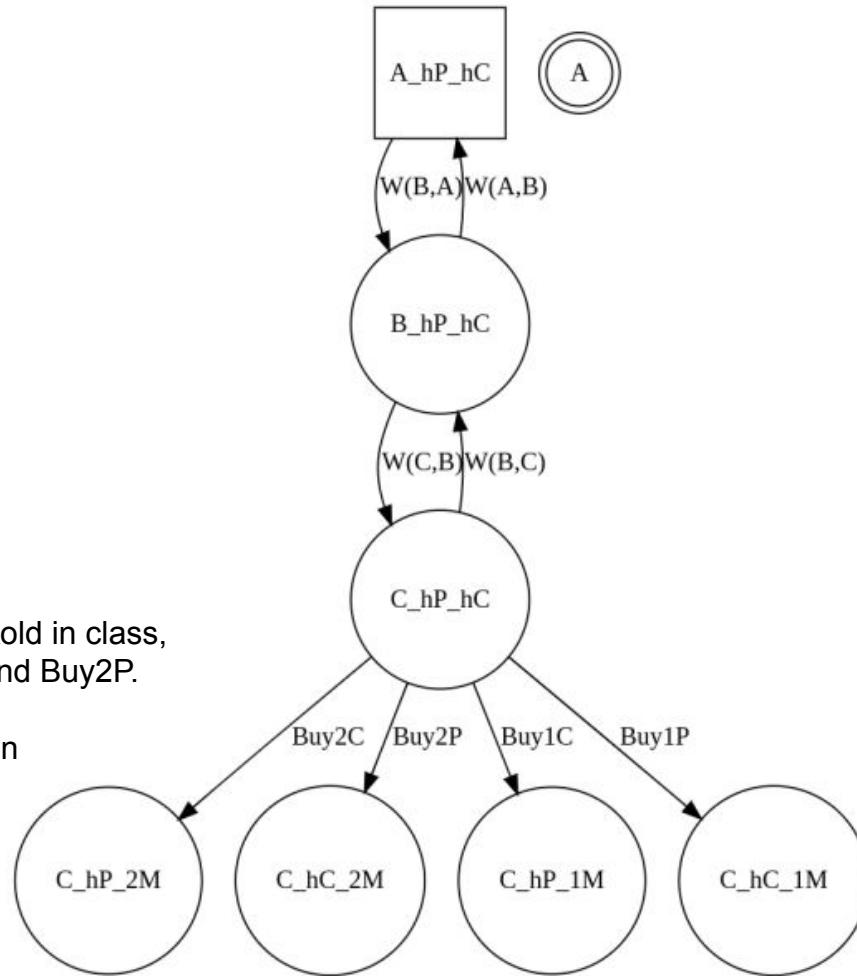 A_hP_hC
A
W(B,A) W(A,B)
B_hP_hC
W(C,B) W(B,C)
C_hP_hC
old in class,
nd Buy2P.
n
Buy2C Buy2P Buy1C Buy1P
C_hP_2M C_hC_2M C_hP_1M C_hC_1M